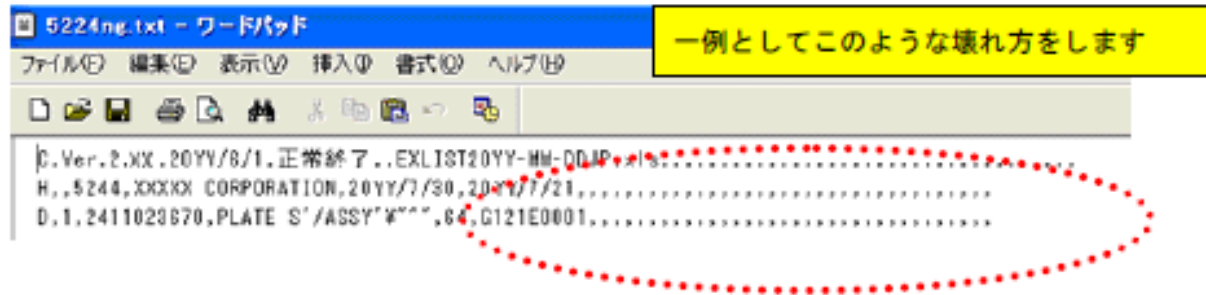 5224ng.txt - ワードパッド
一例としてこのような壊れ方をします
ファイル(F) 編集(E) 表示(V) 挿入(I) 書式(O) ヘルプ(H)
C,Ver.2.XX,20YY/6/1,正常終了,,EXLIST20YY-MM-DDJP.xls,,,,,,,,,,,,,,,,,,,,,,,,,,,,,,,,,,
H,,5244,XXXXX CORPORATION,20YY/7/30,20YY/7/21,,,,,,,,,,,,,,,,,,,,,,,,,,,,,,,,,,
D,1,2411023670,PLATE S'/ASSY'¥"^",64,G121E0001,,,,,,,,,,,,,,,,,,,,,,,,,,,,,,,,,